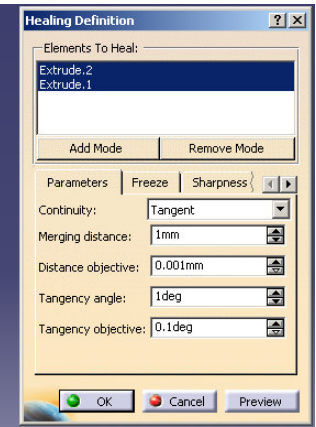 Healing Definition
Elements To Heal:
Extrude.2
Extrude.1
Add Mode Remove Mode
Parameters Freeze Sharpness
Continuity: Tangent
Merging distance: 1mm
Distance objective: 0.001mm
Tangency angle: 1deg
Tangency objective: 0.1deg
OK Cancel Preview